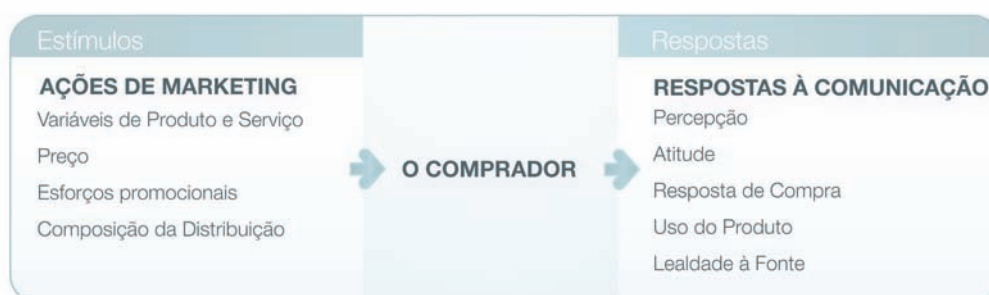 Estímulos
AÇÕES DE MARKETING
Variáveis de Produto e Serviço
Preço
Esforços promocionais
Composição da Distribuição
O COMPRADOR
Respostas
RESPOSTAS À COMUNICAÇÃO
Percepção
Atitude
Resposta de Compra
Uso do Produto
Lealdade à Fonte